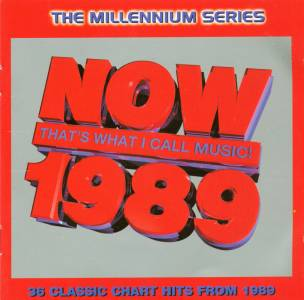 THE MILLENNIUM SERIES
NOW
THAT'S WHAT I CALL MUSIC!
1989
36 CLASSIC CHART HITS FROM 1989